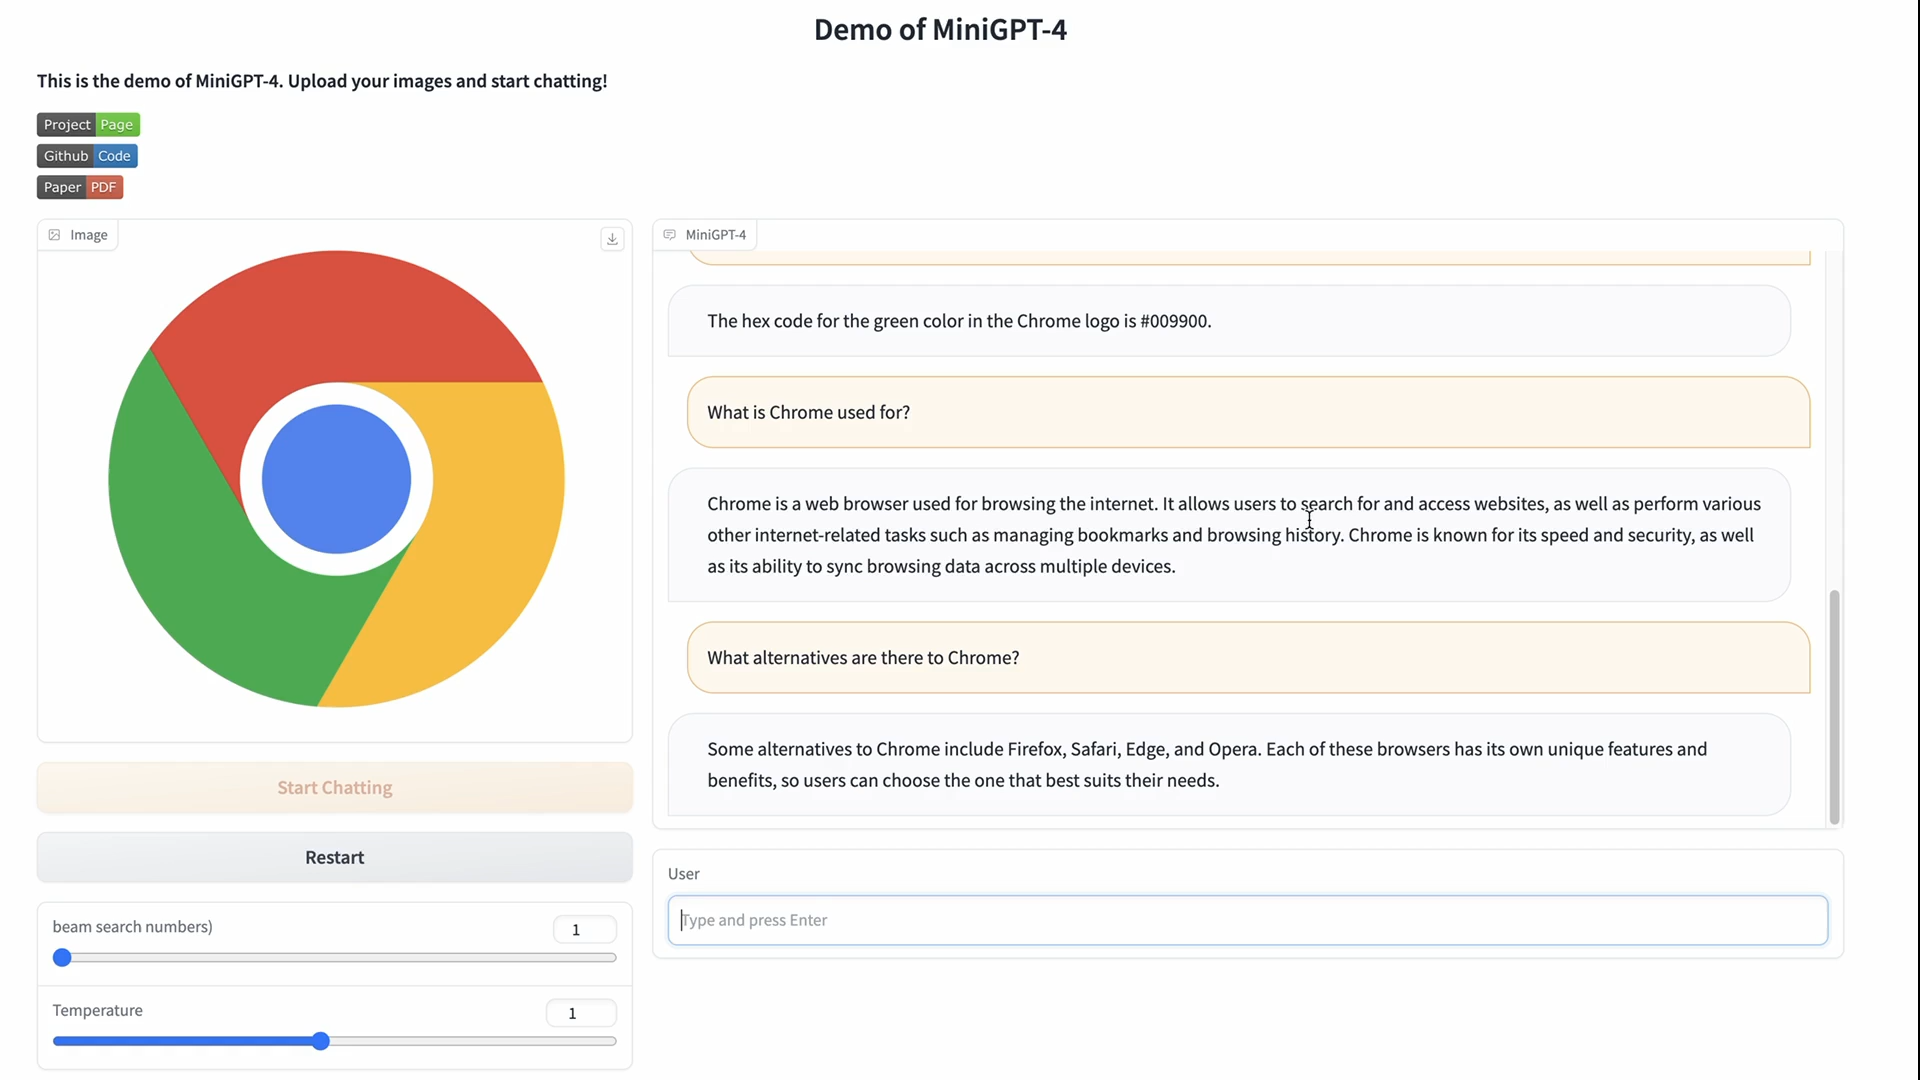 Demo of MiniGPT-4
This is the demo of MiniGPT-4. Upload your images and start chatting!
Project Page
Github Code
Paper PDF
Image
MiniGPT-4
The hex code for the green color in the Chrome logo is #009900.
What is Chrome used for?
Chrome is a web browser used for browsing the internet. It allows users to search for and access websites, as well as perform various
other internet-related tasks such as managing bookmarks and browsing history. Chrome is known for its speed and security, as well
as its ability to sync browsing data across multiple devices.
What alternatives are there to Chrome?
Some alternatives to Chrome include Firefox, Safari, Edge, and Opera. Each of these browsers has its own unique features and
benefits, so users can choose the one that best suits their needs.
Start Chatting
Restart
beam search numbers)
1
Temperature
1
User
Type and press Enter